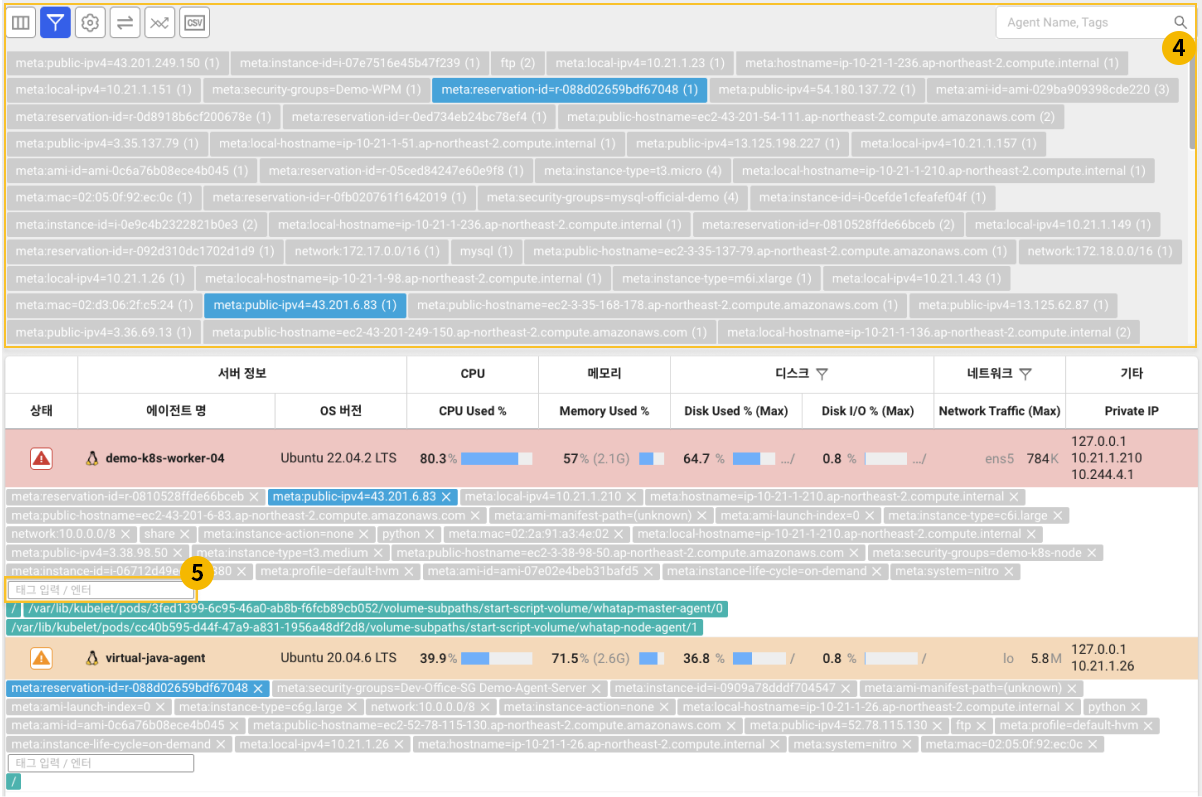 CSV Agent Name, Tags
4
meta:public-ipv4=43.201.249.150 (1) meta:instance-id=i-07e7516e45b47f239 (1) ftp (2) meta:local-ipv4=10.21.1.23 (1) meta:hostname=ip-10-21-1-236.ap-northeast-2.compute.internal (1)
meta:local-ipv4=10.21.1.151 (1) meta:security-groups=Demo-WPM (1) meta:reservation-id=r-088d02659bdf67048 (1) meta:public-ipv4=54.180.137.72 (1) meta:ami-id=ami-029ba909398cde220 (3)
meta:reservation-id=r-0d8918b6cf200678e (1) meta:reservation-id=r-0ed734eb24bc78ef4 (1) meta:public-hostname=ec2-43-201-54-111.ap-northeast-2.compute.amazonaws.com (2)
meta:public-ipv4=3.35.137.79 (1) meta:local-hostname=ip-10-21-1-51.ap-northeast-2.compute.internal (1) meta:public-ipv4=13.125.198.227 (1) meta:local-ipv4=10.21.1.157 (1)
meta:ami-id=ami-0c6a76b08ece4b045 (1) meta:reservation-id=r-05ced84247e60e9f8 (1) meta:instance-type=t3.micro (4) meta:local-hostname=ip-10-21-1-210.ap-northeast-2.compute.internal (1)
meta:mac=02:05:0f:92:ec:0c (1) meta:reservation-id=r-0fb020761f1642019 (1) meta:security-groups=mysql-official-demo (4) meta:instance-id=i-0cefde1cfeafef04f (1)
meta:instance-id=i-0e9c4b2322821b0e3 (2) meta:local-hostname=ip-10-21-1-236.ap-northeast-2.compute.internal (1) meta:reservation-id=r-0810528ffde66bceb (2) meta:local-ipv4=10.21.1.149 (1)
meta:reservation-id=r-092d310dc1702d1d9 (1) network:172.17.0.0/16 (1) mysql (1) meta:public-hostname=ec2-3-35-137-79.ap-northeast-2.compute.amazonaws.com (1) network:172.18.0.0/16 (1)
meta:local-ipv4=10.21.1.26 (1) meta:local-hostname=ip-10-21-1-98.ap-northeast-2.compute.internal (1) meta:instance-type=m6i.xlarge (1) meta:local-ipv4=10.21.1.43 (1)
meta:mac=02:d3:06:2f:c5:24 (1) meta:public-ipv4=43.201.6.83 (1) meta:public-hostname=ec2-3-35-168-178.ap-northeast-2.compute.amazonaws.com (1) meta:public-ipv4=13.125.62.87 (1)
meta:public-ipv4=3.36.69.13 (1) meta:public-hostname=ec2-43-201-249-150.ap-northeast-2.compute.amazonaws.com (1) meta:local-hostname=ip-10-21-1-136.ap-northeast-2.compute.internal (2)
서버 정보 CPU 메모리 디스크 네트워크 기타
상태 에이전트 명 OS 버전 CPU Used % Memory Used % Disk Used % (Max) Disk I/O % (Max) Network Traffic (Max) Private IP
demo-k8s-worker-04 Ubuntu 22.04.2 LTS 80.3% 57% (2.1G) 64.7 % .../ 0.8 % .../ ens5 784K 127.0.0.1
10.21.1.210
10.244.4.1
meta:reservation-id=r-0810528ffde66bceb × meta:public-ipv4=43.201.6.83 × meta:local-ipv4=10.21.1.210 × meta:hostname=ip-10-21-1-210.ap-northeast-2.compute.internal ×
meta:public-hostname=ec2-43-201-6-83.ap-northeast-2.compute.amazonaws.com × meta:ami-manifest-path=(unknown) × meta:ami-launch-index=0 × meta:instance-type=c6i.large ×
network:10.0.0.0/8 × share × meta:instance-action=none × python × meta:mac=02:2a:91:a3:4e:02 × meta:local-hostname=ip-10-21-1-210.ap-northeast-2.compute.internal ×
meta:public-ipv4=3.38.98.50 × meta:instance-type=t3.medium × meta:public-hostname=ec2-3-38-98-50.ap-northeast-2.compute.amazonaws.com × meta:security-groups=demo-k8s-node ×
meta:instance-id=i-06712d49e 380 × meta:profile=default-hvm × meta:ami-id=ami-07e02e4beb31bafd5 × meta:instance-life-cycle=on-demand × meta:system=nitro ×
5
태그 입력 / 엔터
/ /var/lib/kubelet/pods/3fed1399-6c95-46a0-ab8b-f6fcb89cb052/volume-subpaths/start-script-volume/whatap-master-agent/0
/var/lib/kubelet/pods/cc40b595-d44f-47a9-a831-1956a48df2d8/volume-subpaths/start-script-volume/whatap-node-agent/1
virtual-java-agent Ubuntu 20.04.6 LTS 39.9% 71.5% (2.6G) 36.8 % / 0.8 % / lo 5.8M 127.0.0.1
10.21.1.26
meta:reservation-id=r-088d02659bdf67048 × meta:security-groups=Dev-Office-SG Demo-Agent-Server × meta:instance-id=i-0909a78dddf704547 × meta:ami-manifest-path=(unknown) ×
meta:ami-launch-index=0 × meta:instance-type=c6g.large × network:10.0.0.0/8 × meta:instance-action=none × meta:local-hostname=ip-10-21-1-26.ap-northeast-2.compute.internal × python ×
meta:ami-id=ami-0c6a76b08ece4b045 × meta:public-hostname=ec2-52-78-115-130.ap-northeast-2.compute.amazonaws.com × meta:public-ipv4=52.78.115.130 × ftp × meta:profile=default-hvm ×
meta:instance-life-cycle=on-demand × meta:local-ipv4=10.21.1.26 × meta:hostname=ip-10-21-1-26.ap-northeast-2.compute.internal × meta:system=nitro × meta:mac=02:05:0f:92:ec:0c ×
태그 입력 / 엔터
/